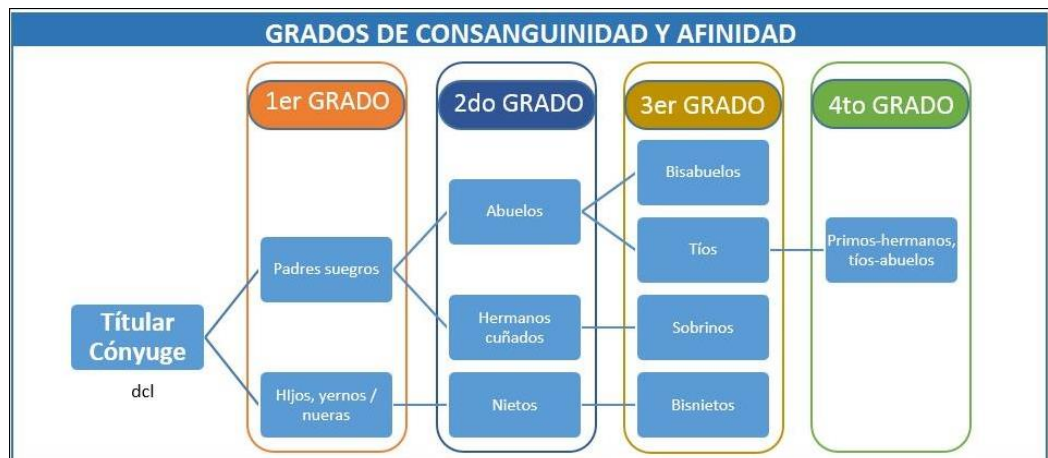 GRADOS DE CONSANGUINIDAD Y AFINIDAD
1er GRADO
2do GRADO
3er GRADO
4to GRADO
Bisabuelos
Abuelos
Tíos
Primos-hermanos,
tíos-abuelos
Padres suegros
Títular
Cónyuge
dcl
Hermanos
cuñados
Sobrinos
HIjos, yernos /
nueras
Nietos
Bisnietos